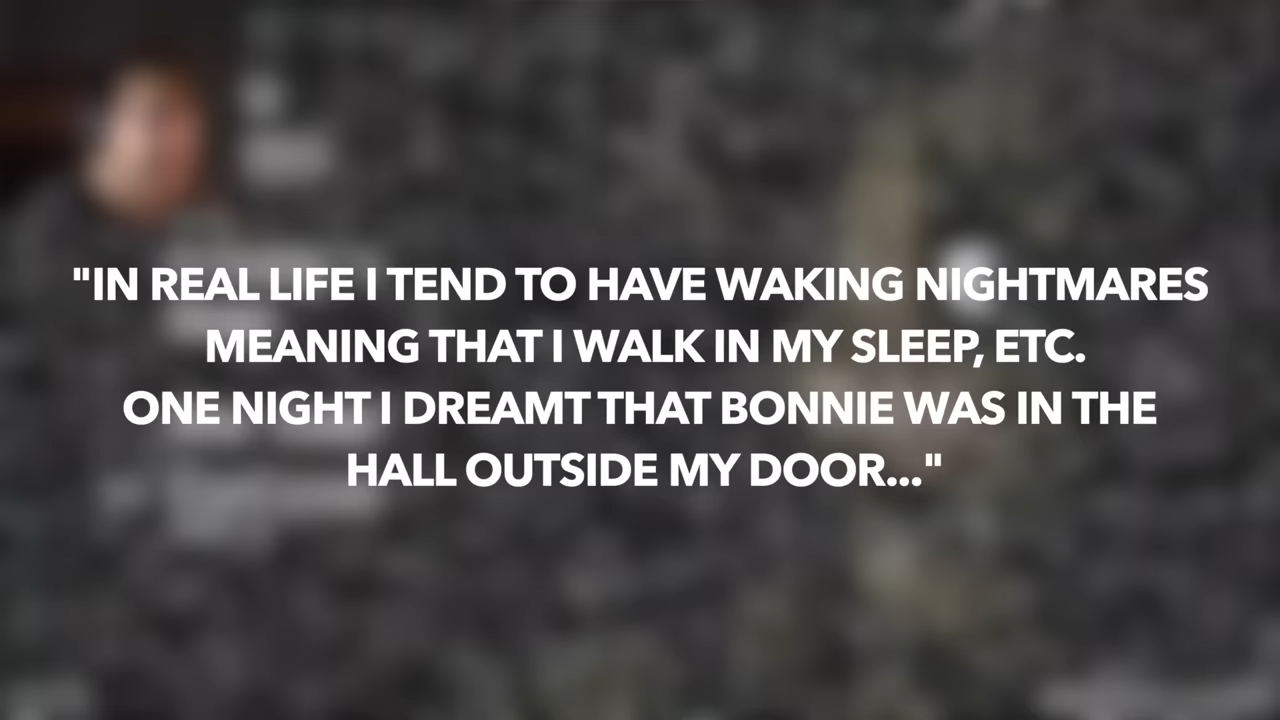 "IN REAL LIFE I TEND TO HAVE WAKING NIGHTMARES
MEANING THAT I WALK IN MY SLEEP, ETC.
ONE NIGHT I DREAMT THAT BONNIE WAS IN THE
HALL OUTSIDE MY DOOR..."